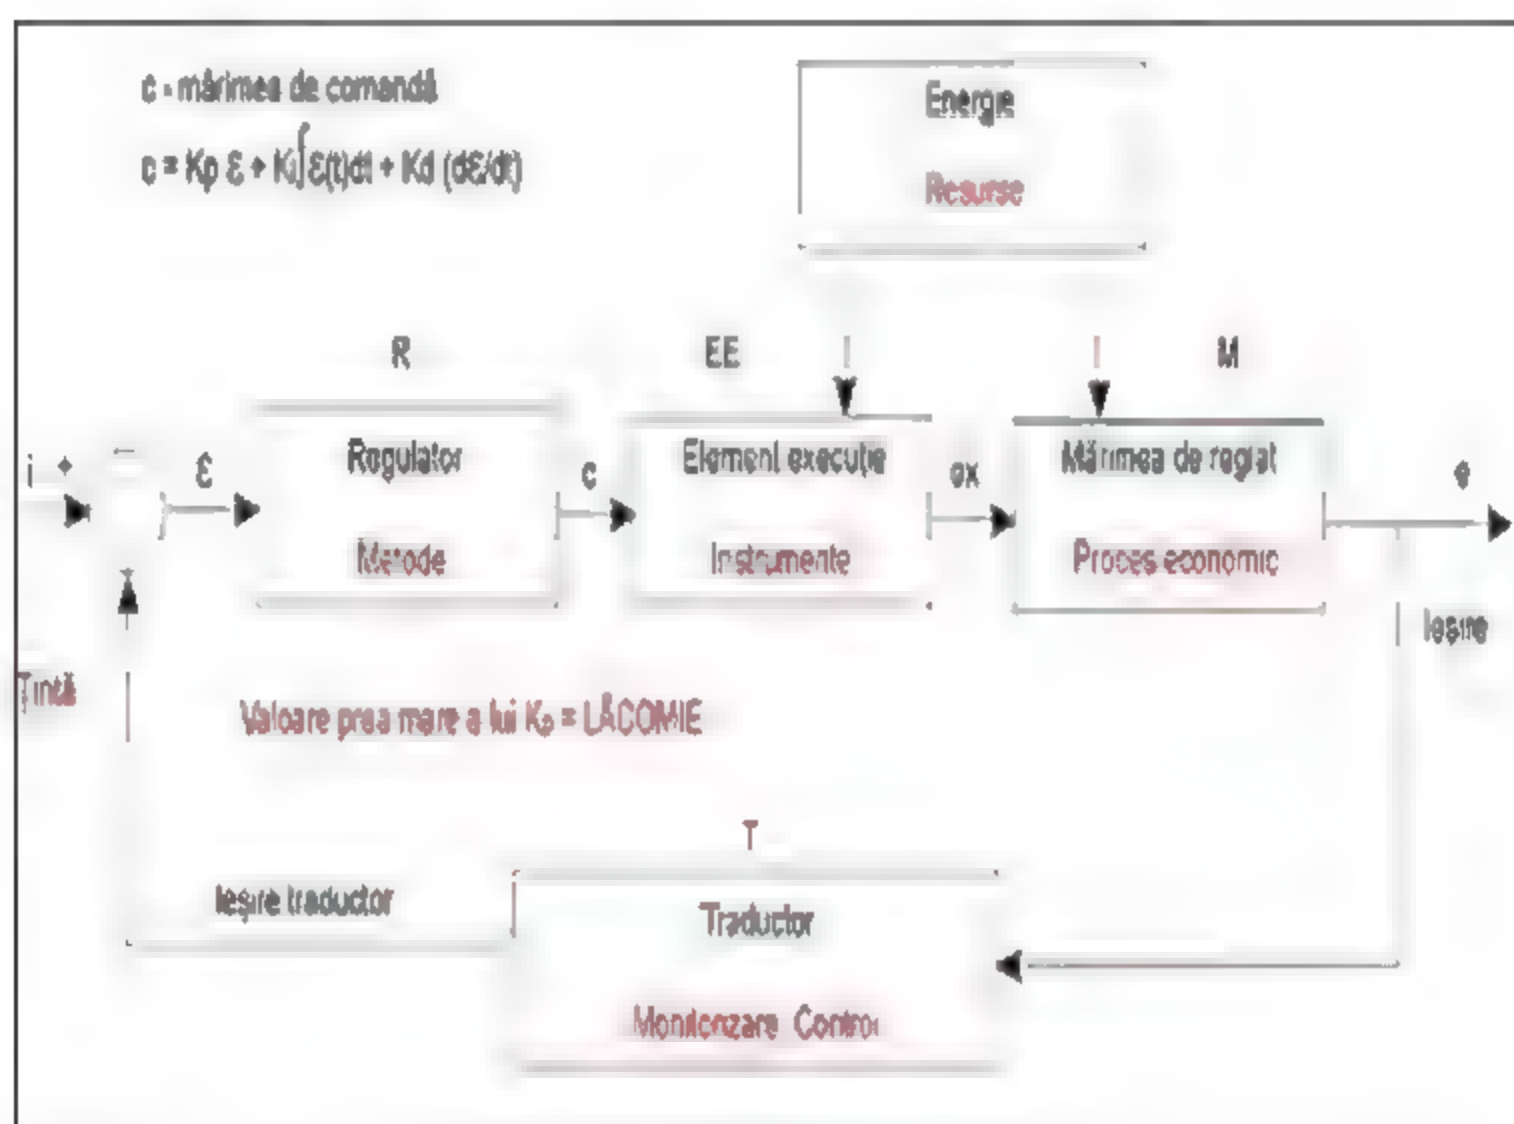 c - mărimea de comandă
c = Kp ε + Ki∫ε(t)dt + Kd (dε/dt)
Energie
Resurse
R
EE
M
i
+
-
ε
Regulator
Metode
c
Element execuție
Instrumente
ex
Mărimea de reglat
Proces economic
e
Ieșire
Țintă
Valoare prea mare a lui Kp = LĂCOMIE
T
Ieșire traductor
Traductor
Monitorizare Control